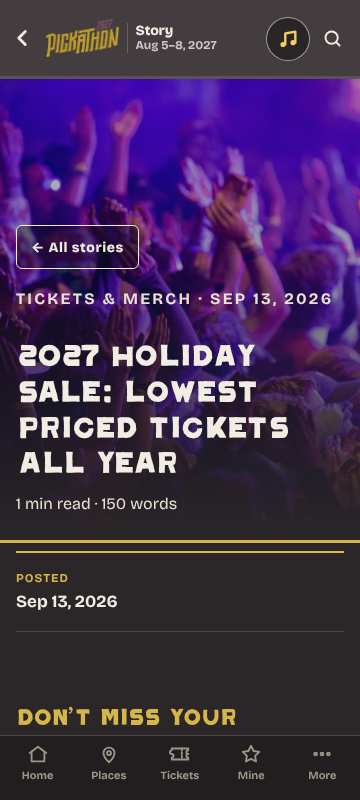 2027
PICKATHON
Story
Aug 5–8, 2027
← All stories
TICKETS & MERCH · SEP 13, 2026
2027 HOLIDAY
SALE: LOWEST
PRICED TICKETS
ALL YEAR
1 min read · 150 words
POSTED
Sep 13, 2026
DON'T MISS YOUR
Home
Places
Tickets
Mine
More